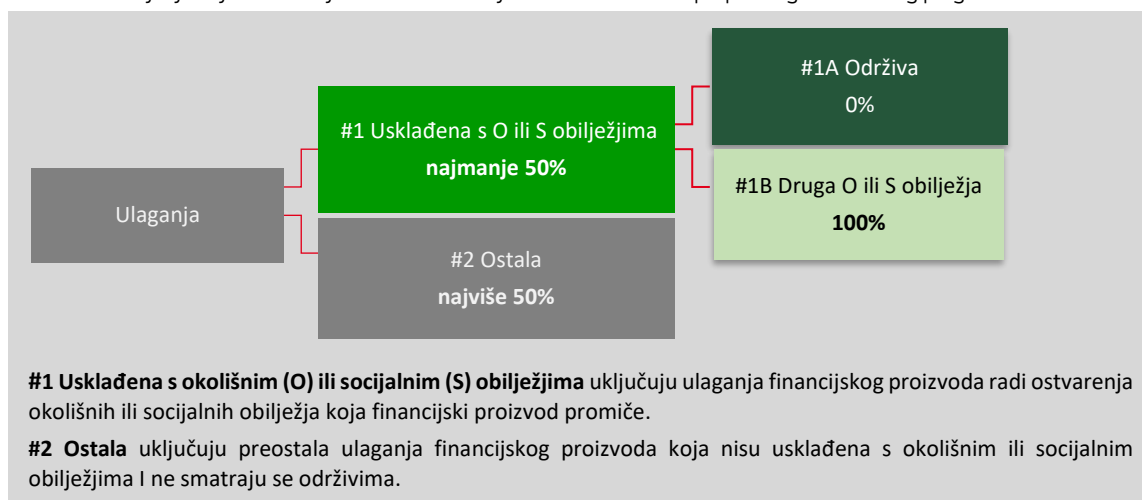 #1A Održiva
0%
#1 Usklađena s O ili S obilježjima
najmanje 50%
#1B Druga O ili S obilježja
100%
Ulaganja
#2 Ostala
najviše 50%
#1 Usklađena s okolišnim (O) ili socijalnim (S) obilježjima uključuju ulaganja financijskog proizvoda radi ostvarenja
okolišnih ili socijalnih obilježja koja financijski proizvod promiče.
#2 Ostala uključuju preostala ulaganja financijskog proizvoda koja nisu usklađena s okolišnim ili socijalnim
obilježjima I ne smatraju se održivima.